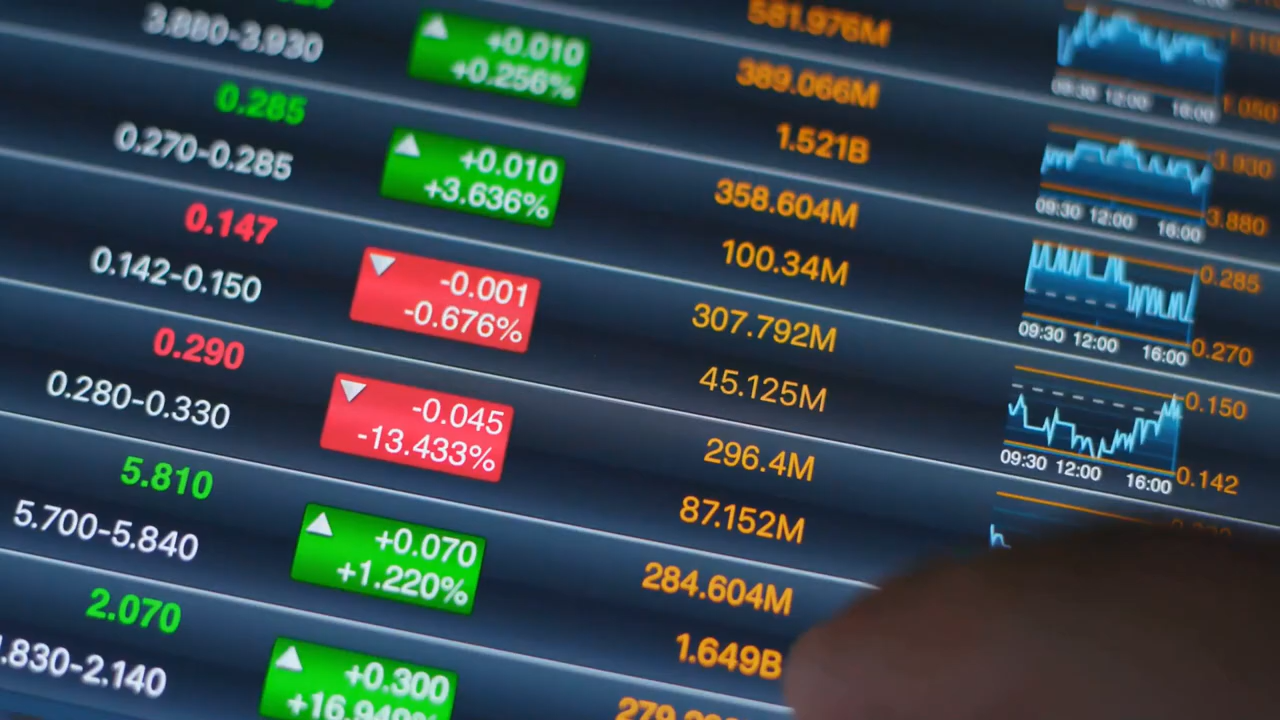 581.976M
3.880-3.930
+0.010
+0.256%
389.066M
09:30 12:00 16:00
1.050
0.285
0.270-0.285
+0.010
+3.636%
1.521B
358.604M
3.930
09:30 12:00 16:00
3.880
0.147
0.142-0.150
-0.001
-0.676%
100.34M
307.792M
0.285
09:30 12:00 16:00
0.270
0.290
0.280-0.330
-0.045
-13.433%
45.125M
296.4M
0.150
09:30 12:00 16:00
0.142
5.810
5.700-5.840
+0.070
+1.220%
87.152M
284.604M
2.070
.830-2.140
+0.300
1.649B